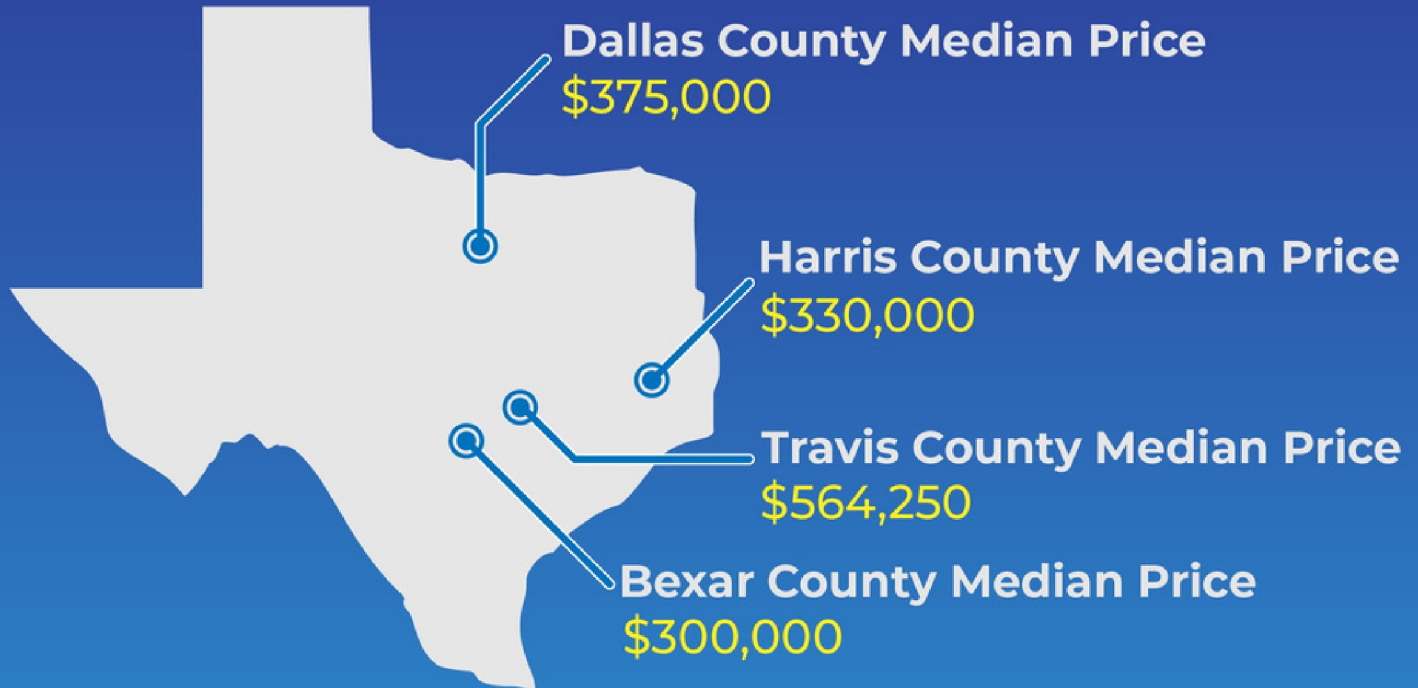 Dallas County Median Price
$375,000
Harris County Median Price
$330,000
Travis County Median Price
$564,250
Bexar County Median Price
$300,000